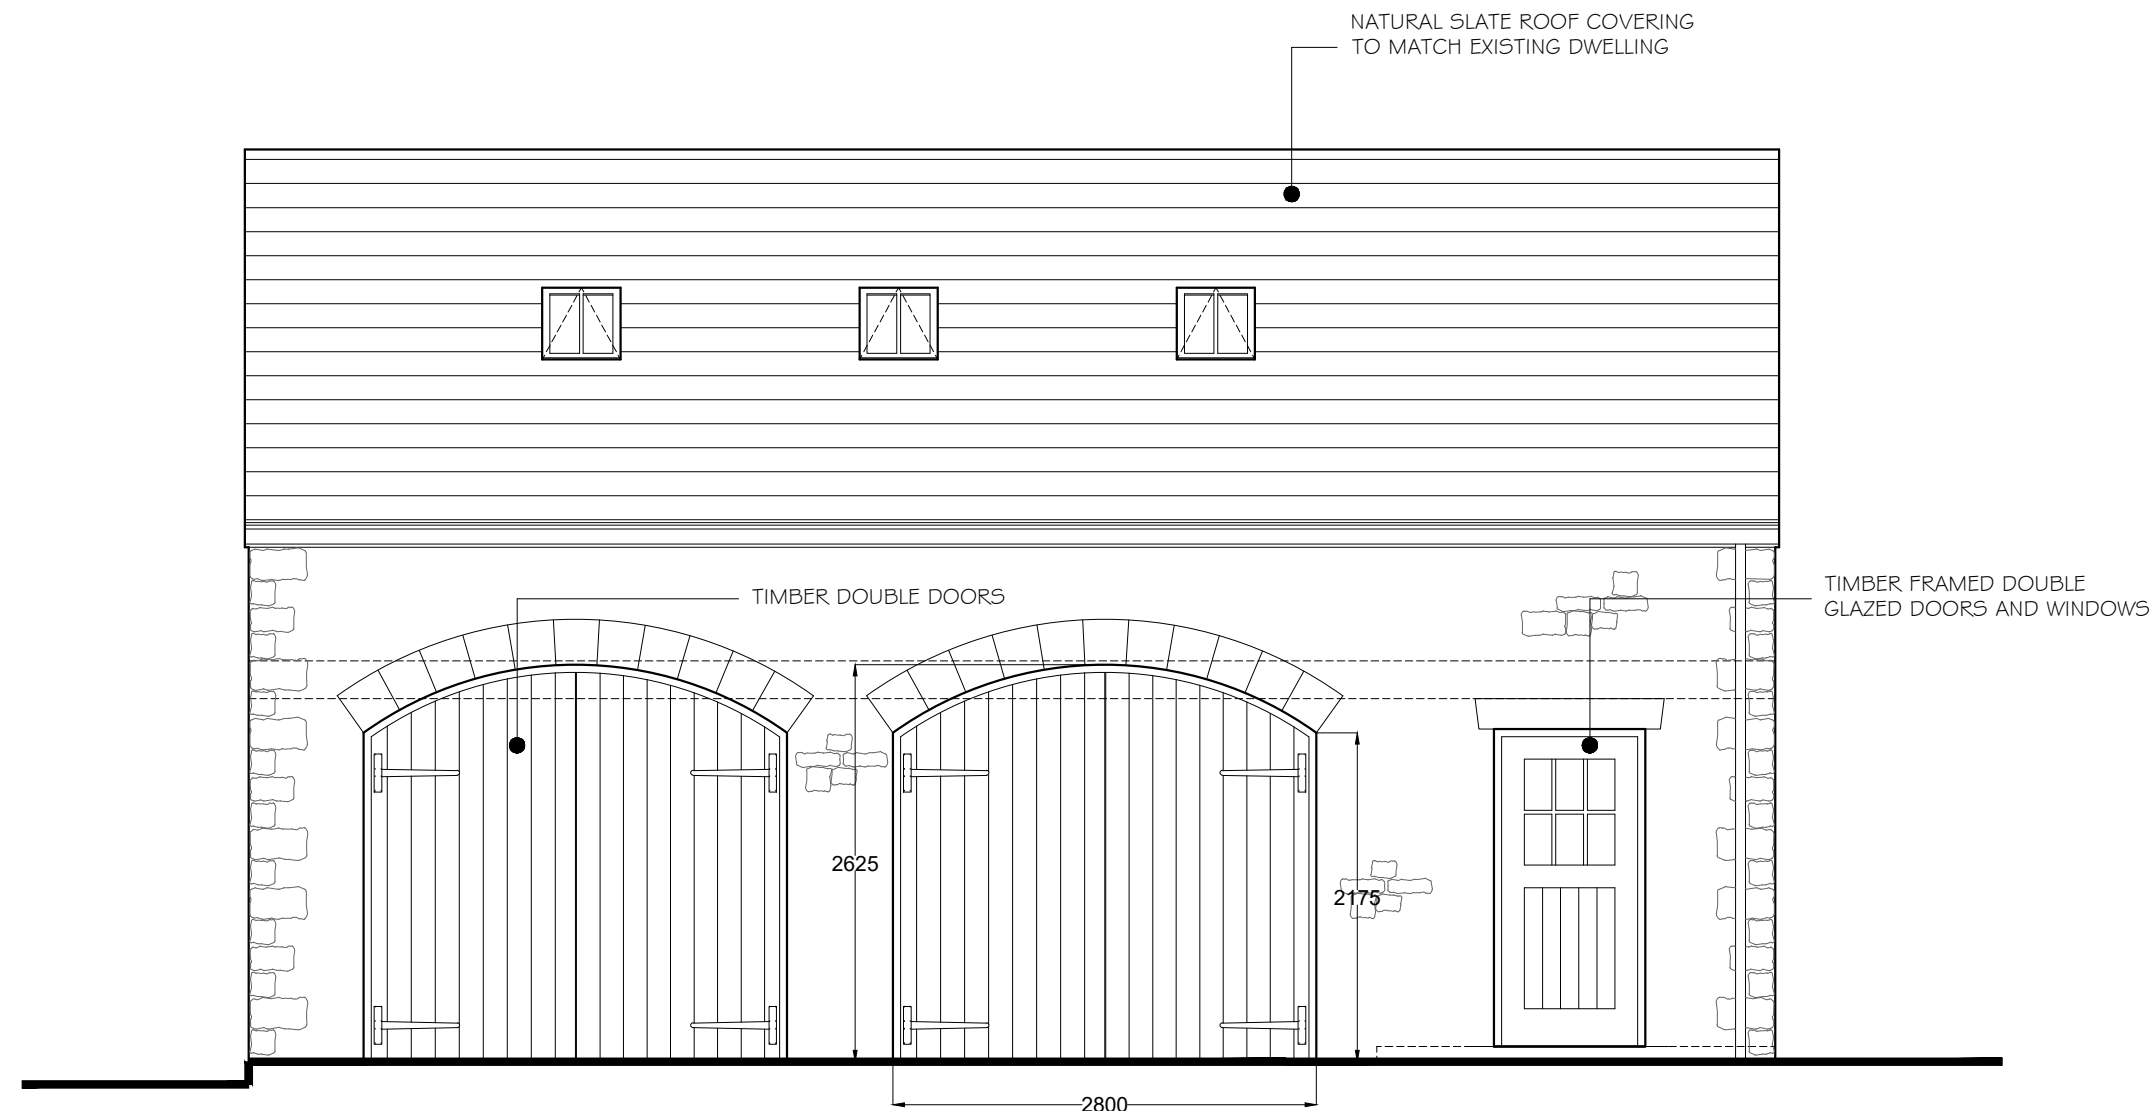 NATURAL SLATE ROOF COVERING
TO MATCH EXISTING DWELLING
TIMBER DOUBLE DOORS
TIMBER FRAMED DOUBLE
GLAZED DOORS AND WINDOWS
2625
2175
2800